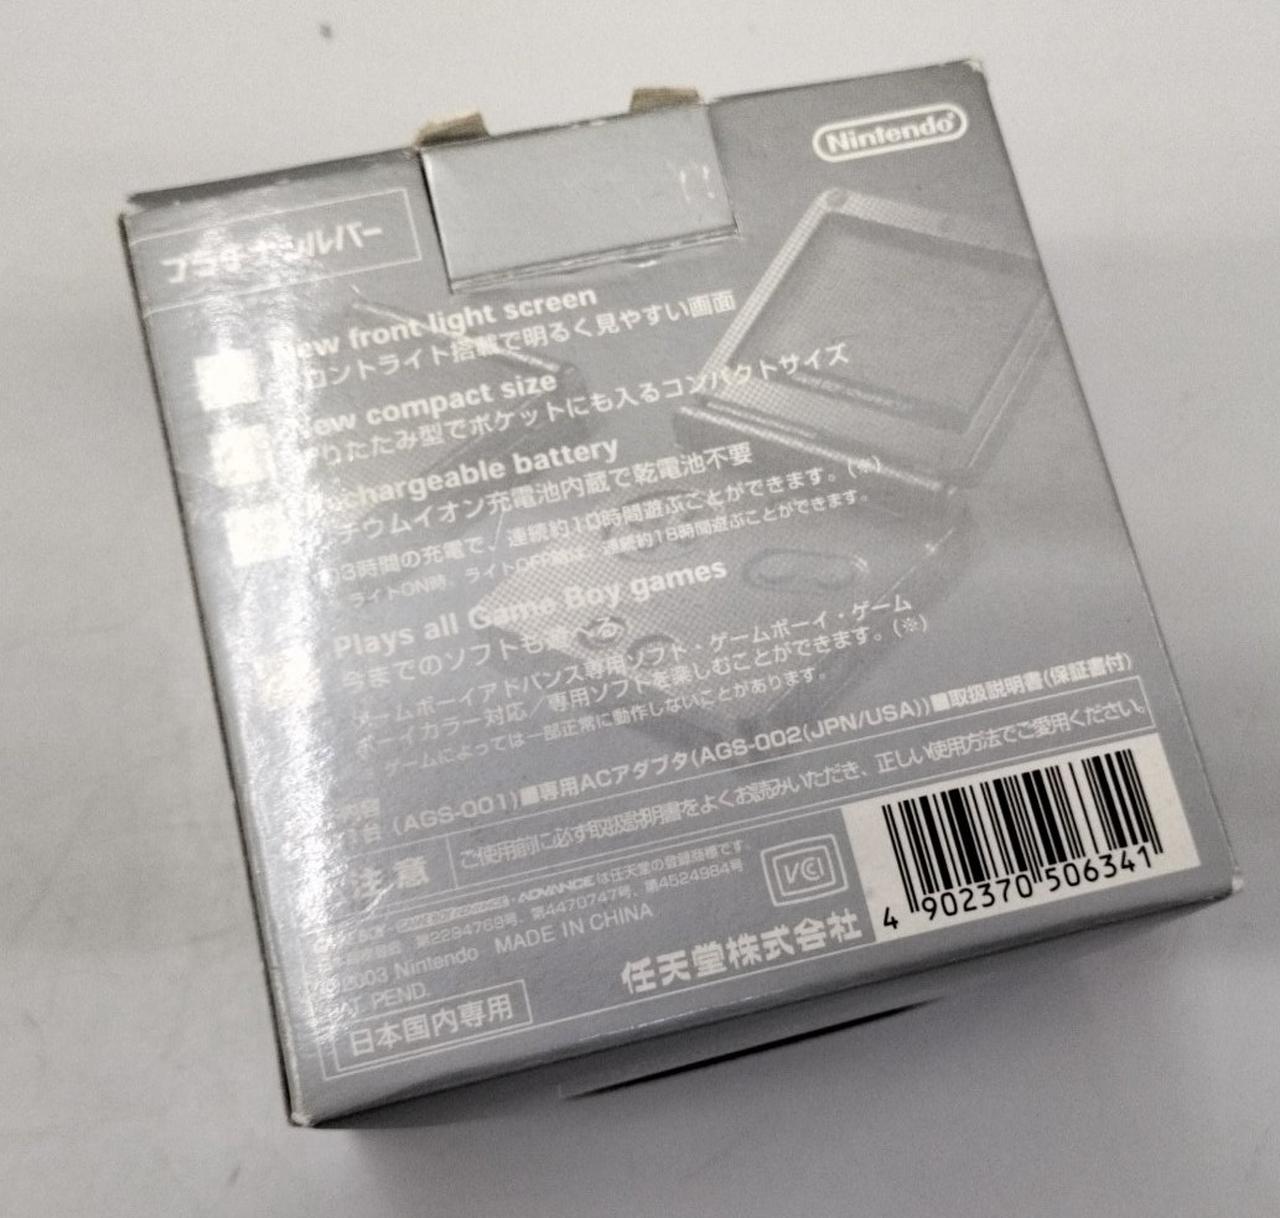 Nintendo
プラチナシルバー
New front light screen
フロントライト搭載で明るく見やすい画面
New compact size
折りたたみ型でポケットにも入るコンパクトサイズ
Rechargeable battery
リチウムイオン充電池内蔵で乾電池不要
約3時間の充電で、連続約10時間遊ぶことができます。(※)
ライトON時 ライトOFF時は、連続約18時間遊ぶことができます。
Plays all Game Boy games
今までのソフトも遊べる
ゲームボーイアドバンス専用ソフト・ゲームボーイ・ゲーム
ボーイカラー対応/専用ソフトを楽しむことができます。(※)
ゲームによっては一部正常に動作しないことがあります。
内容
(AGS-001)■専用ACアダプタ(AGS-002(JPN/USA))■取扱説明書(保証書付)
注意 ご使用前に必ず取扱説明書をよくお読みいただき、正しい使用方法でご愛用ください。
ADVANCE は任天堂の登録商標です。
第2294769号、第4470747号、第4524984号
©2003 Nintendo MADE IN CHINA
PAT. PEND.
VCI
任天堂株式会社
日本国内専用
4 902370 506341